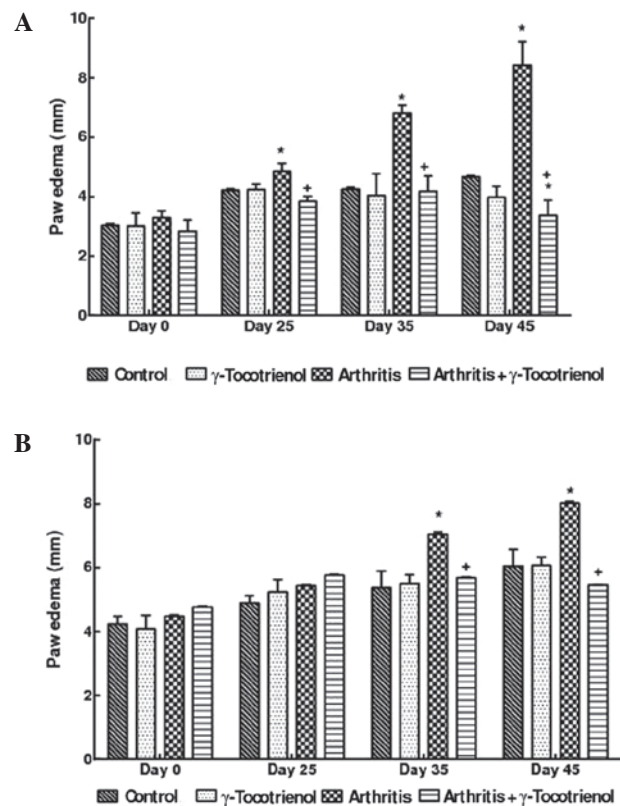 A
Paw edema (mm)
10
8
6
4
2
0
*
*
*
+
+
+
*
Day 0 Day 25 Day 35 Day 45
Control γ-Tocotrienol Arthritis Arthritis + γ-Tocotrienol
B
Paw edema (mm)
10
8
6
4
2
0
*
*
+
+
Day 0 Day 25 Day 35 Day 45
Control γ-Tocotrienol Arthritis Arthritis + γ-Tocotrienol